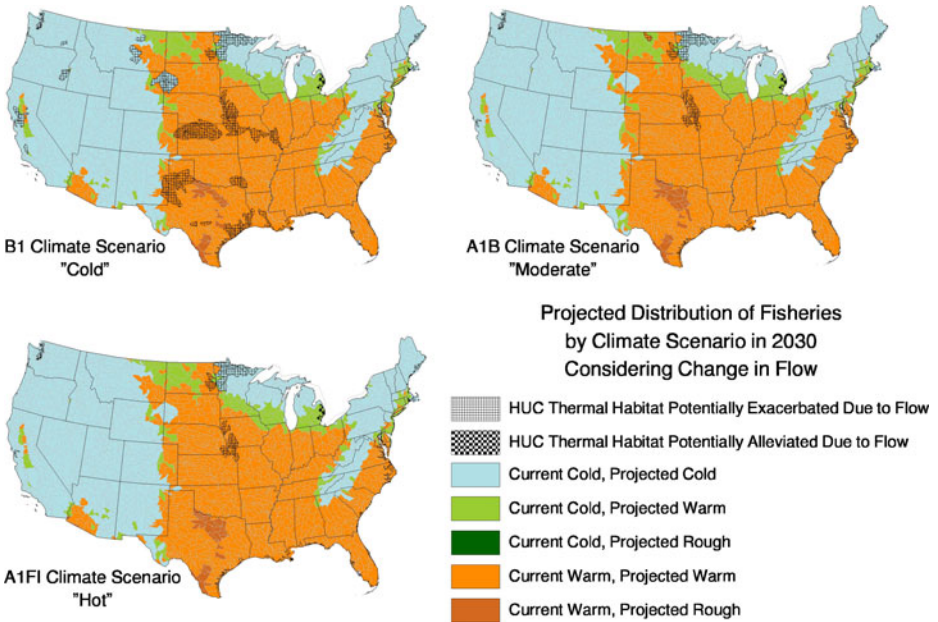 B1 Climate Scenario
"Cold"
A1B Climate Scenario
"Moderate"
A1FI Climate Scenario
"Hot"
Projected Distribution of Fisheries
by Climate Scenario in 2030
Considering Change in Flow
HUC Thermal Habitat Potentially Exacerbated Due to Flow
HUC Thermal Habitat Potentially Alleviated Due to Flow
Current Cold, Projected Cold
Current Cold, Projected Warm
Current Cold, Projected Rough
Current Warm, Projected Warm
Current Warm, Projected Rough